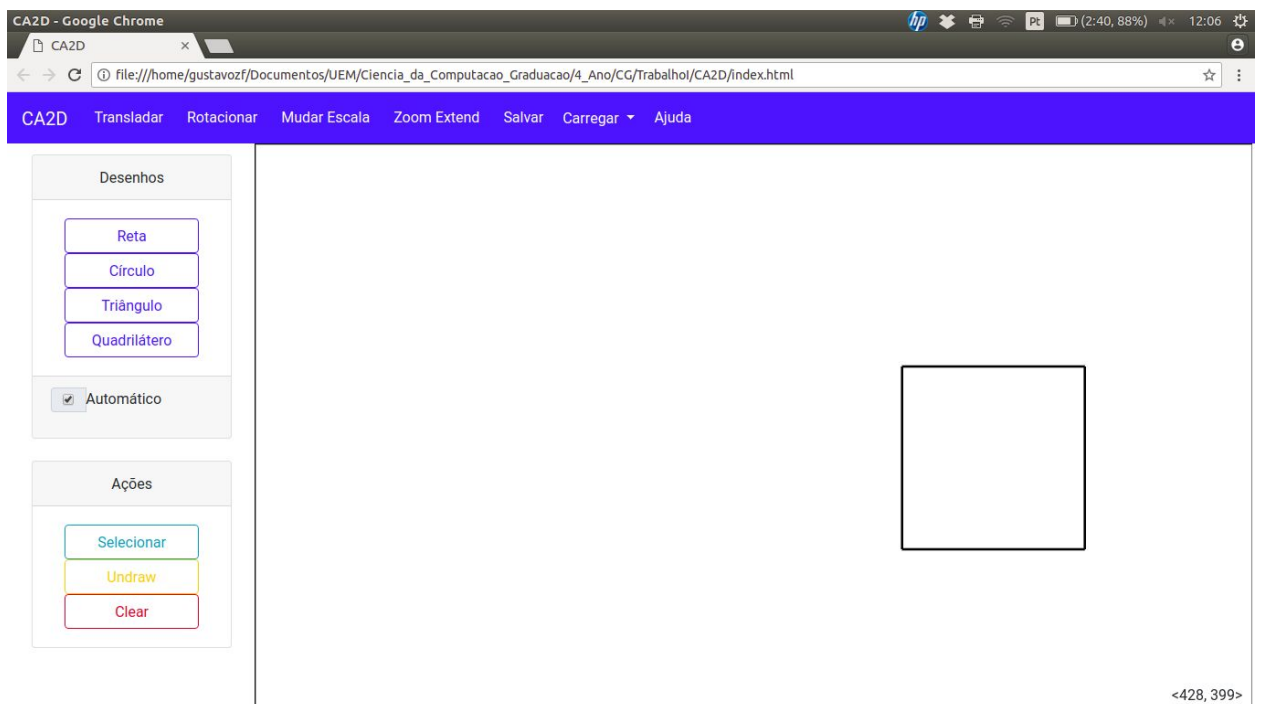 CA2D - Google Chrome
hp Pt (2:40, 88%) 12:06
CA2D
file:///home/gustavozf/Documentos/UEM/Ciencia_da_Computacao_Graduacao/4_Ano/CG/TrabalhoI/CA2D/index.html
CA2D Transladar Rotacionar Mudar Escala Zoom Extend Salvar Carregar Ajuda
Desenhos
Reta
Círculo
Triângulo
Quadrilátero
Automático
Ações
Selecionar
Undraw
Clear
<428, 399>